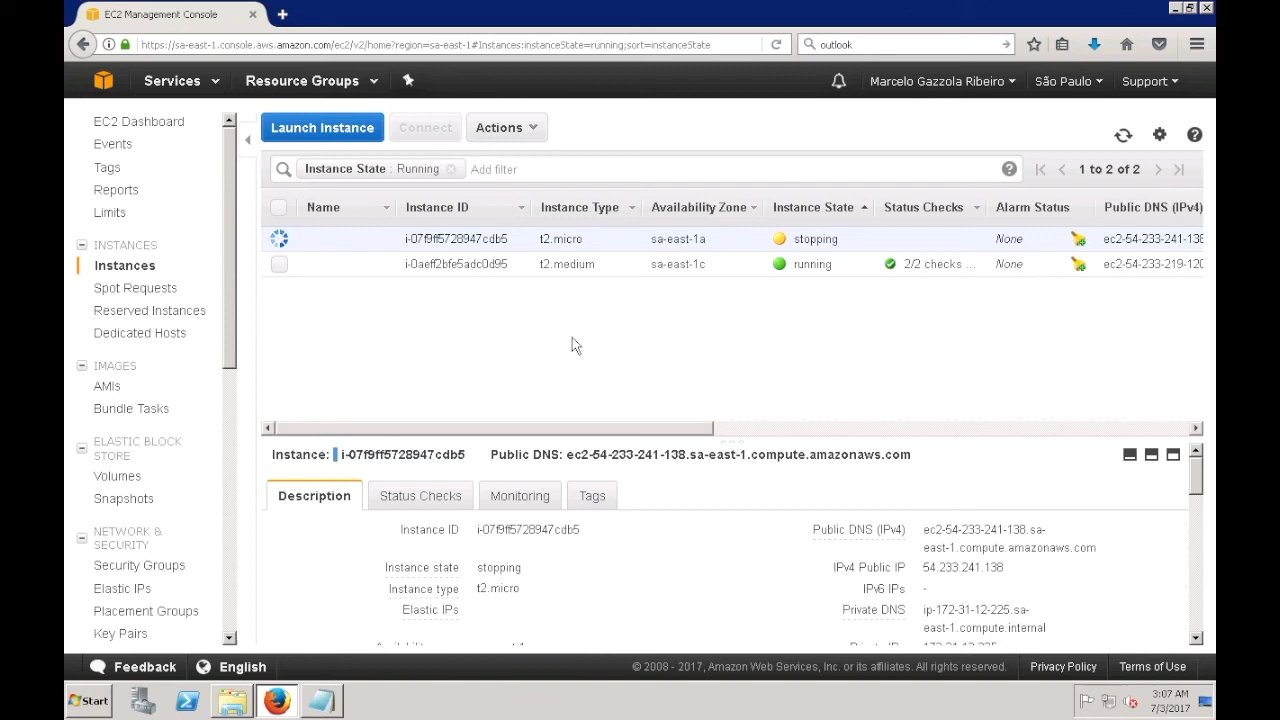 EC2 Management Console
https://sa-east-1.console.aws.amazon.com/ec2/v2/home?region=sa-east-1#Instances:instanceState=running;sort=instanceState
outlook
Services
Resource Groups
Marcelo Gazzola Ribeiro
São Paulo
Support
EC2 Dashboard
Events
Tags
Reports
Limits
INSTANCES
Instances
Spot Requests
Reserved Instances
Dedicated Hosts
IMAGES
AMIs
Bundle Tasks
ELASTIC BLOCK
STORE
Volumes
Snapshots
NETWORK &
SECURITY
Security Groups
Elastic IPs
Placement Groups
Key Pairs
Launch Instance Connect Actions
Instance State : Running Add filter 1 to 2 of 2
Name Instance ID Instance Type Availability Zone Instance State Status Checks Alarm Status Public DNS (IPv4)
i-07f9ff5728947cdb5 t2.micro sa-east-1a stopping None ec2-54-233-241-138
i-0aeff2bfe5adc0d95 t2.medium sa-east-1c running 2/2 checks ... None ec2-54-233-219-120
Instance: i-07f9ff5728947cdb5 Public DNS: ec2-54-233-241-138.sa-east-1.compute.amazonaws.com
Description Status Checks Monitoring Tags
Instance ID i-07f9ff5728947cdb5
Instance state stopping
Instance type t2.micro
Elastic IPs
Public DNS (IPv4) ec2-54-233-241-138.sa-
east-1.compute.amazonaws.com
IPv4 Public IP 54.233.241.138
IPv6 IPs -
Private DNS ip-172-31-12-225.sa-
east-1.compute.internal
Feedback English © 2008 - 2017, Amazon Web Services, Inc. or its affiliates. All rights reserved. Privacy Policy Terms of Use
Start
3:07 AM
7/3/2017